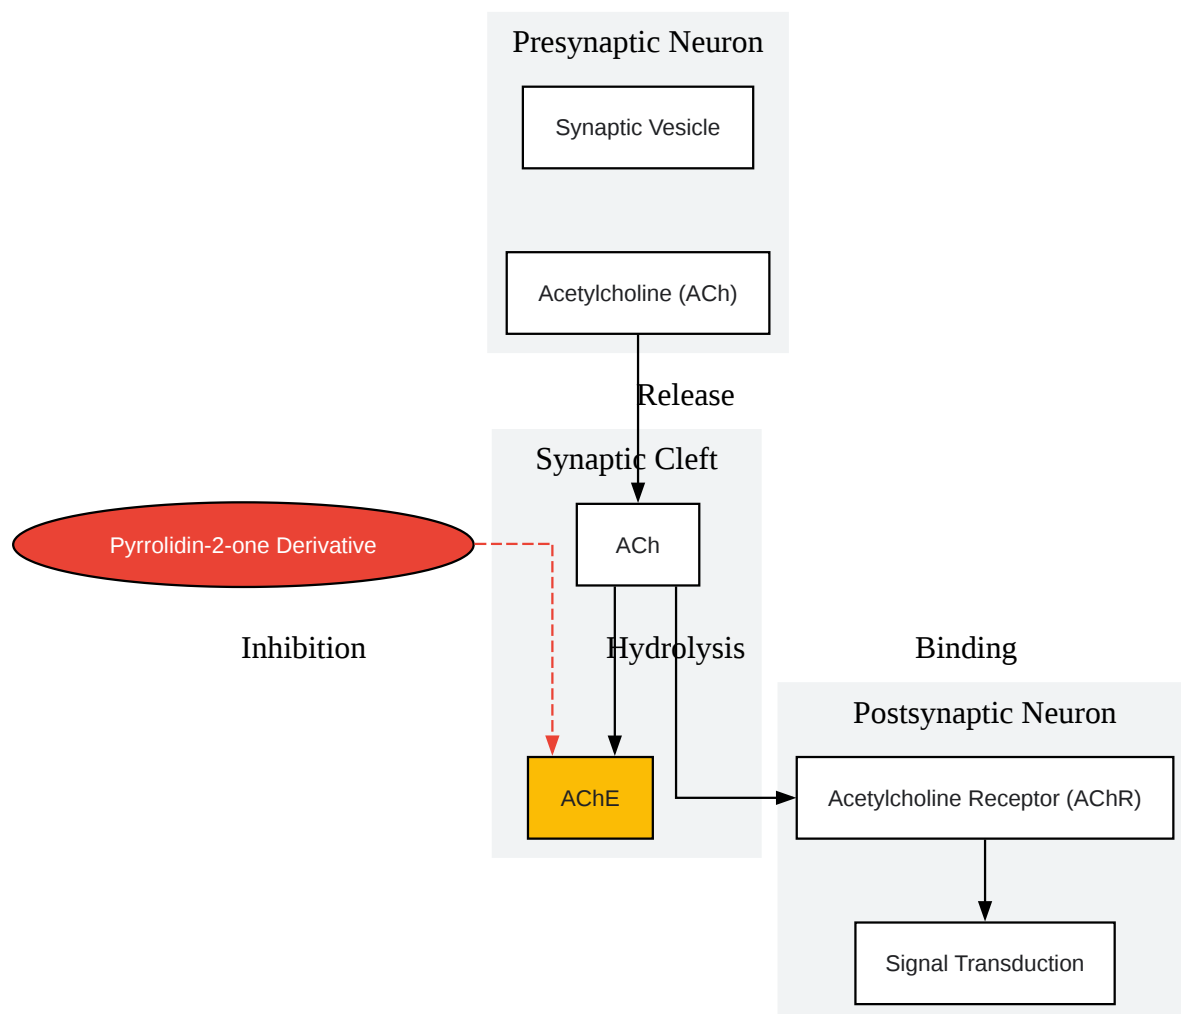 Presynaptic Neuron
Synaptic Vesicle
Acetylcholine (ACh)
Release
Synaptic Cleft
Pyrrolidin-2-one Derivative
ACh
Inhibition
Hydrolysis
Binding
Postsynaptic Neuron
AChE
Acetylcholine Receptor (AChR)
Signal Transduction